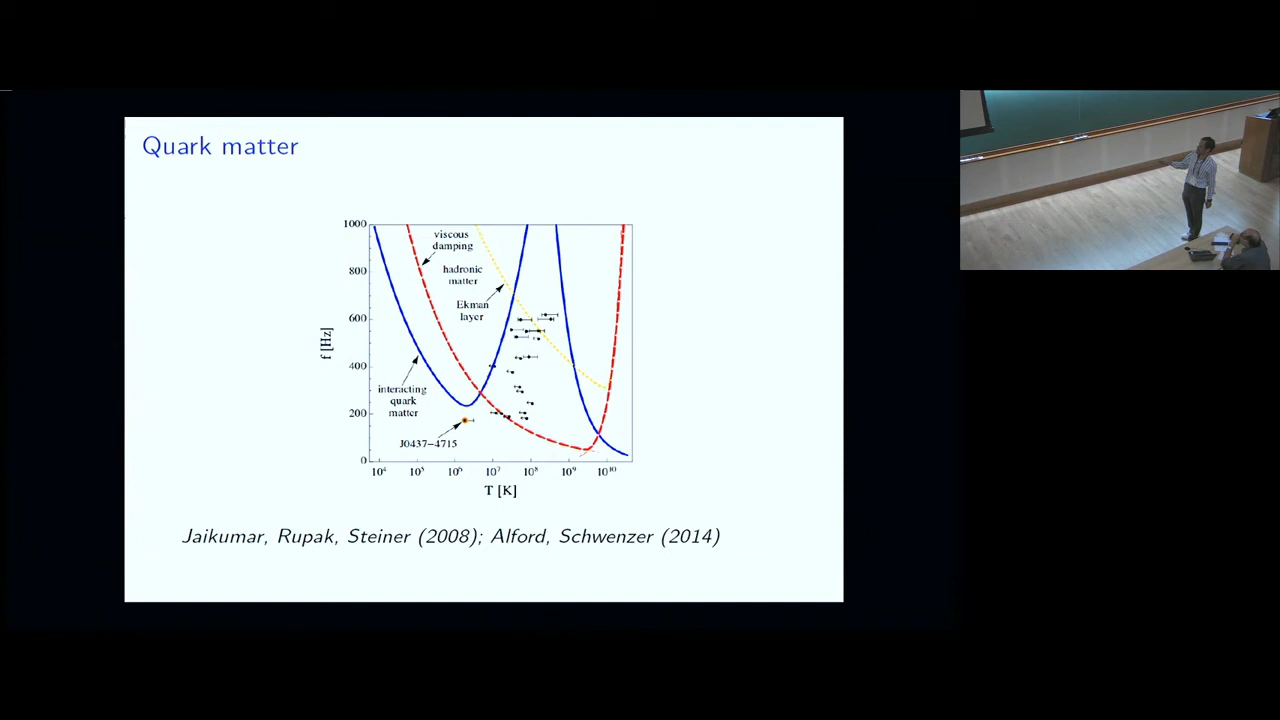 Quark matter
1000
800
600
400
200
0
f [Hz]
viscous
damping
hadronic
matter
Ekman
layer
interacting
quark
matter
J0437−4715
10⁴
10⁵
10⁶
10⁷
10⁸
10⁹
10¹⁰
T [K]
Jaikumar, Rupak, Steiner (2008); Alford, Schwenzer (2014)